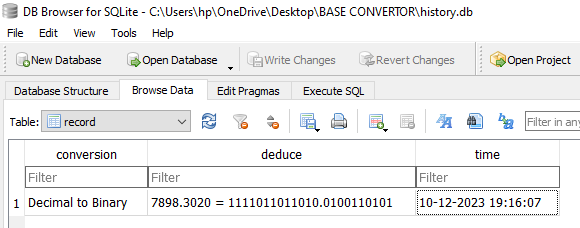 DB Browser for SQLite - C:\Users\hp\OneDrive\Desktop\BASE CONVERTOR\history.db
File Edit View Tools Help
New Database Open Database Write Changes Revert Changes Open Project
Database Structure Browse Data Edit Pragmas Execute SQL
Table: record Filter in any
conversion deduce time
Filter Filter Filter
1 Decimal to Binary 7898.3020 = 1111011011010.0100110101 10-12-2023 19:16:07